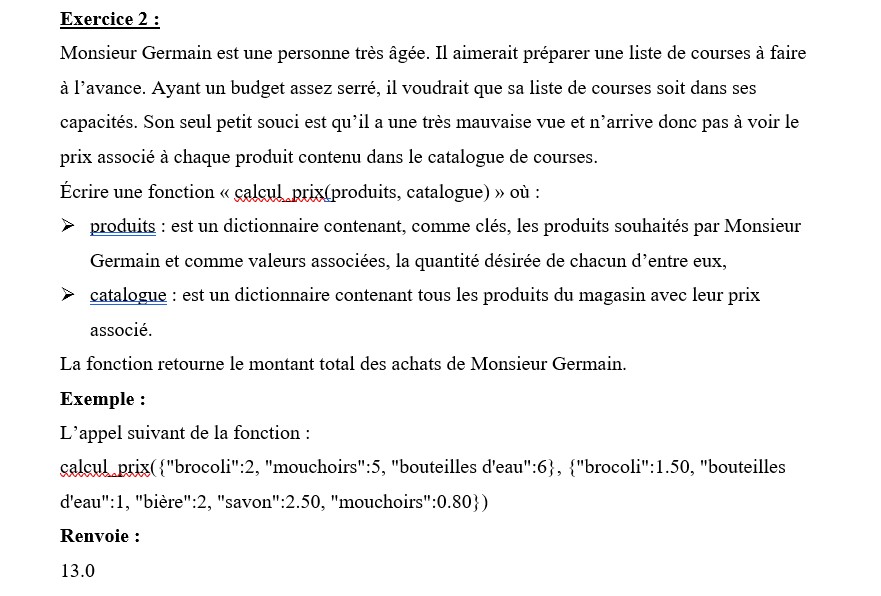 Exercice 2 :
Monsieur Germain est une personne très âgée. Il aimerait préparer une liste de courses à faire
à l’avance. Ayant un budget assez serré, il voudrait que sa liste de courses soit dans ses
capacités. Son seul petit souci est qu’il a une très mauvaise vue et n’arrive donc pas à voir le
prix associé à chaque produit contenu dans le catalogue de courses.
Écrire une fonction « calcul_prix(produits, catalogue) » où :
➢ produits : est un dictionnaire contenant, comme clés, les produits souhaités par Monsieur
Germain et comme valeurs associées, la quantité désirée de chacun d’entre eux,
➢ catalogue : est un dictionnaire contenant tous les produits du magasin avec leur prix
associé.
La fonction retourne le montant total des achats de Monsieur Germain.
Exemple :
L’appel suivant de la fonction :
calcul_prix({"brocoli":2, "mouchoirs":5, "bouteilles d'eau":6}, {"brocoli":1.50, "bouteilles
d'eau":1, "bière":2, "savon":2.50, "mouchoirs":0.80})
Renvoie :
13.0